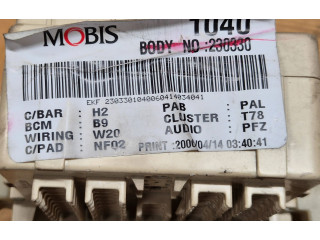 MOBIS 1040
BODY NO :230330
EKF 2303301040060414034041
C/BAR : H2 PAB : PAL
BCM : B9 CLUSTER : T78
WIRING : W20 AUDIO : PFZ
C/PAD : NF02 PRINT :2006/04/14 03:40:41